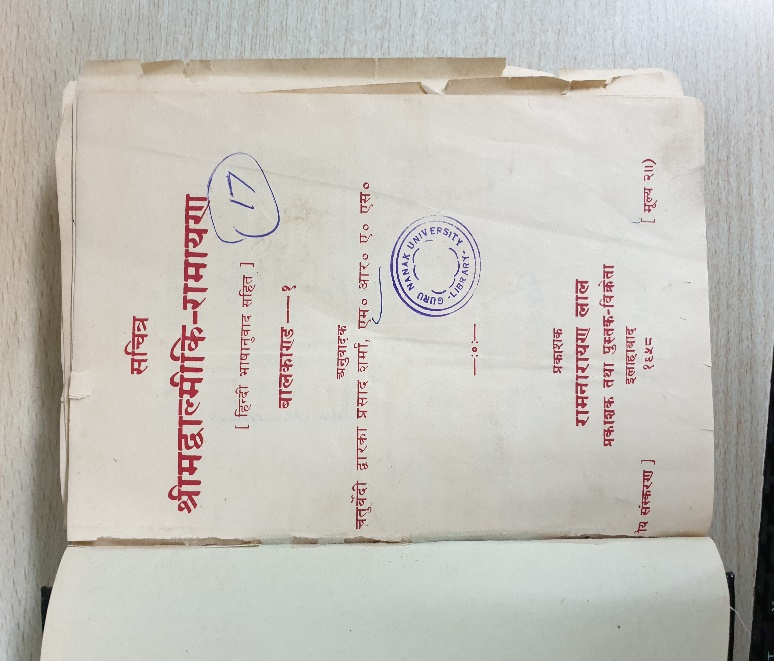 सचित्र
श्रीमद्वाल्मीकि-रामायण
17
[ हिन्दी भाषानुवाद सहित ]
बालकाण्ड—१
अनुवादक
चतुर्वेदी द्वारका प्रसाद शर्मा, एम० आर० ए० एस०
GURU NANAK UNIVERSITY
·LIBRARY·
—:०:—
प्रकाशक
रामनारायण लाल
प्रकाशक तथा पुस्तक-विक्रेता
इलाहाबाद
१९५८
संस्करण ] [ मूल्य २॥)